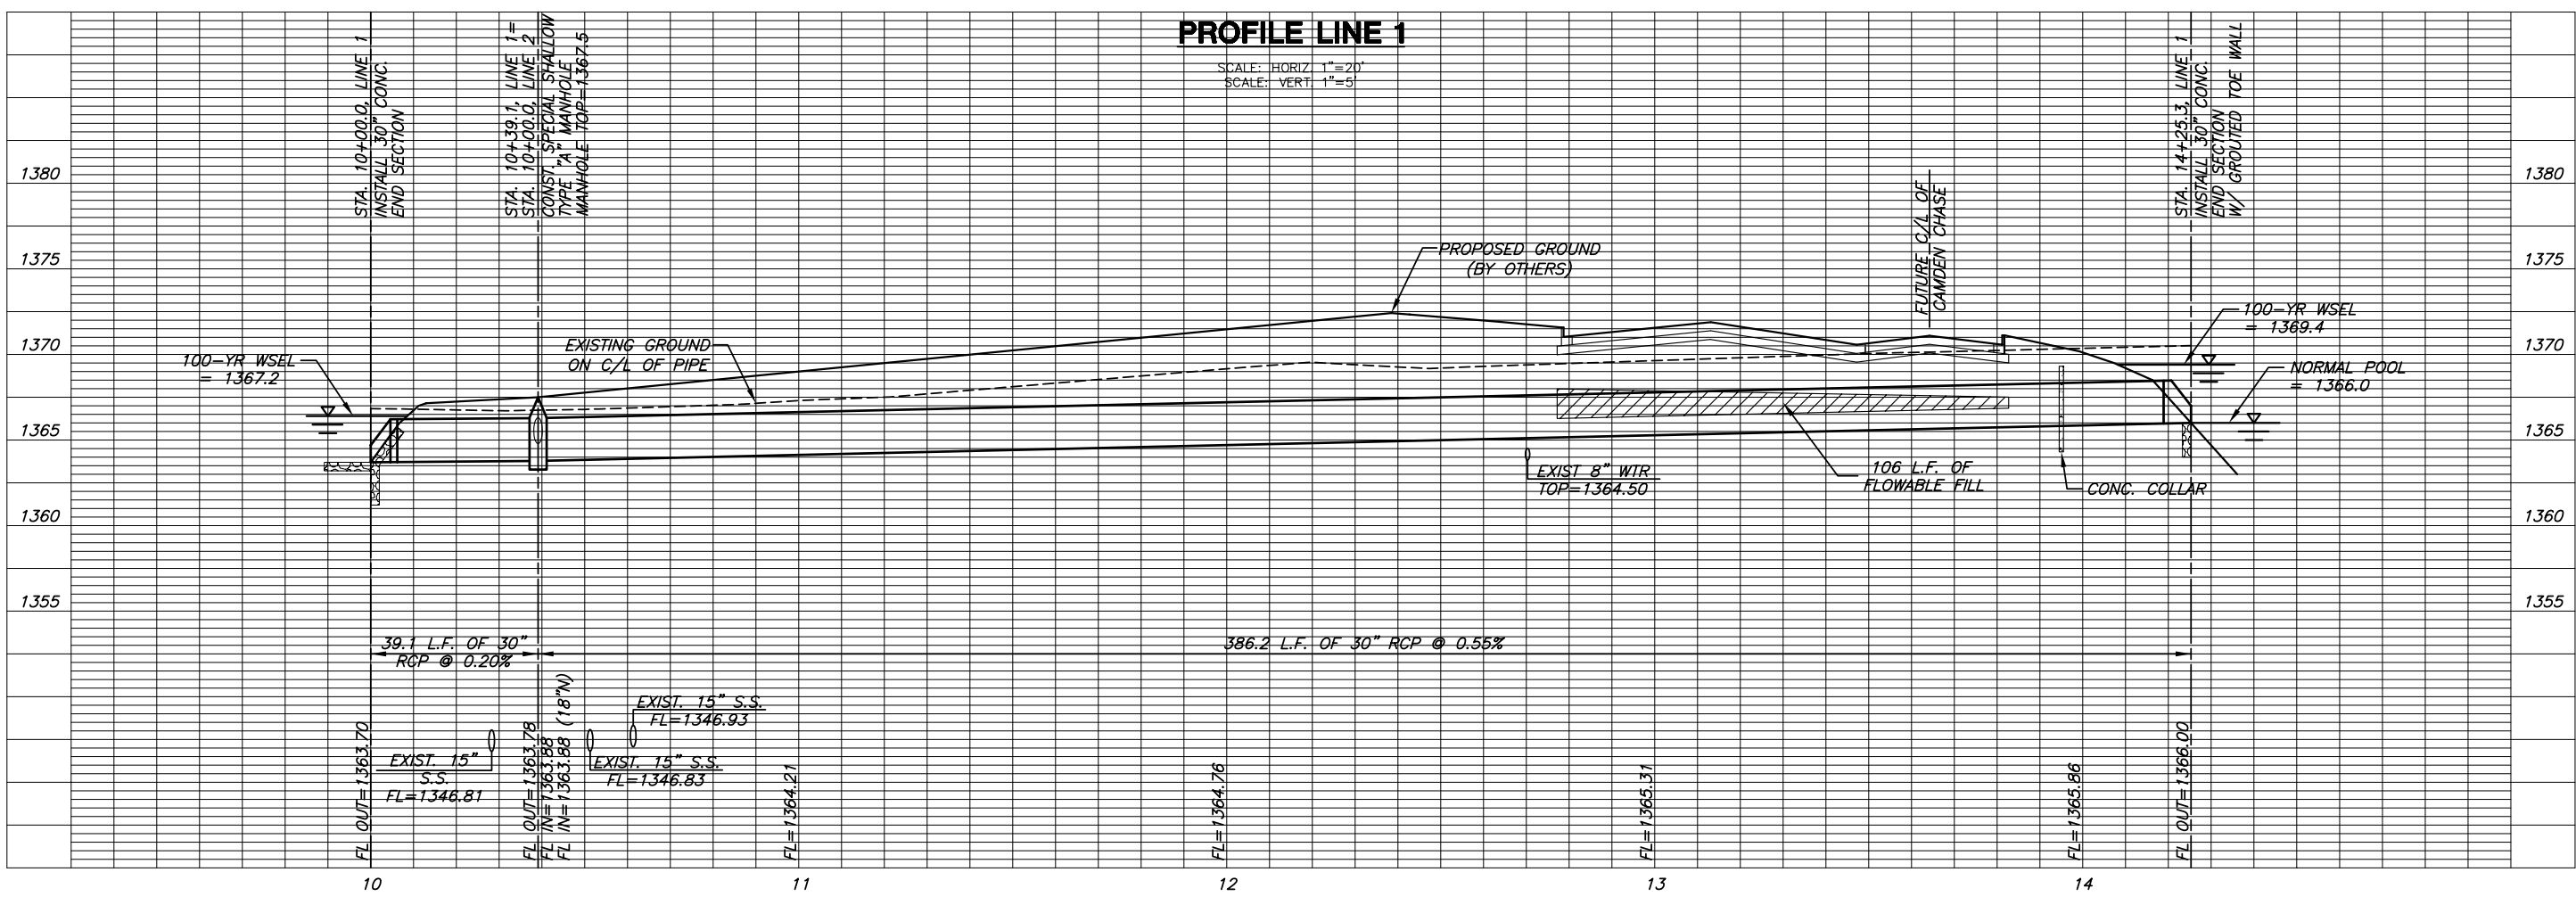 PROFILE LINE 1
SCALE: HORIZ. 1"=20'
SCALE: VERT. 1"=5'
STA. 10+00.0, LINE 1
INSTALL 30" CONC.
END SECTION
STA. 10+39.1, LINE 1=
STA. 10+00.0, LINE 2
CONST. SPECIAL SHALLOW
TYPE "A" MANHOLE
MANHOLE TOP=1367.5
STA. 14+25.3, LINE 1
INSTALL 30" CONC.
END SECTION
W/ GROUTED TOE WALL
1380
1380
1375
1375
1370
1370
1365
1365
1360
1360
1355
1355
FUTURE C/L OF
CAMDEN CHASE
PROPOSED GROUND
(BY OTHERS)
100-YR WSEL
= 1369.4
EXISTING GROUND
ON C/L OF PIPE
100-YR WSEL
= 1367.2
NORMAL POOL
= 1366.0
EXIST 8" WTR
TOP=1364.50
106 L.F. OF
FLOWABLE FILL
CONC. COLLAR
39.1 L.F. OF 30"
RCP @ 0.20%
386.2 L.F. OF 30" RCP @ 0.55%
EXIST. 15" S.S.
FL=1346.93
EXIST. 15"
S.S.
FL=1346.81
EXIST. 15" S.S.
FL=1346.83
FL OUT=1363.70
FL OUT=1363.78
FL IN=1363.88
FL IN=1363.88 (18"N)
FL=1364.21
FL=1364.76
FL=1365.31
FL=1365.86
FL OUT=1366.00
10
11
12
13
14